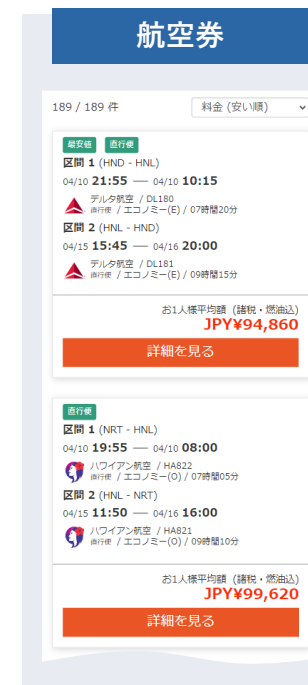 航空券
189 / 189 件
料金 (安い順)
最安値 直行便
区間 1 (HND - HNL)
04/10 21:55 — 04/10 10:15
デルタ航空 / DL180
直行便 / エコノミー(E) / 07時間20分
区間 2 (HNL - HND)
04/15 15:45 — 04/16 20:00
デルタ航空 / DL181
直行便 / エコノミー(E) / 09時間15分
お1人様平均額 (諸税・燃油込)
JPY¥94,860
詳細を見る
直行便
区間 1 (NRT - HNL)
04/10 19:55 — 04/10 08:00
ハワイアン航空 / HA822
直行便 / エコノミー(O) / 07時間05分
区間 2 (HNL - NRT)
04/15 11:50 — 04/16 16:00
ハワイアン航空 / HA821
直行便 / エコノミー(O) / 09時間10分
お1人様平均額 (諸税・燃油込)
JPY¥99,620
詳細を見る